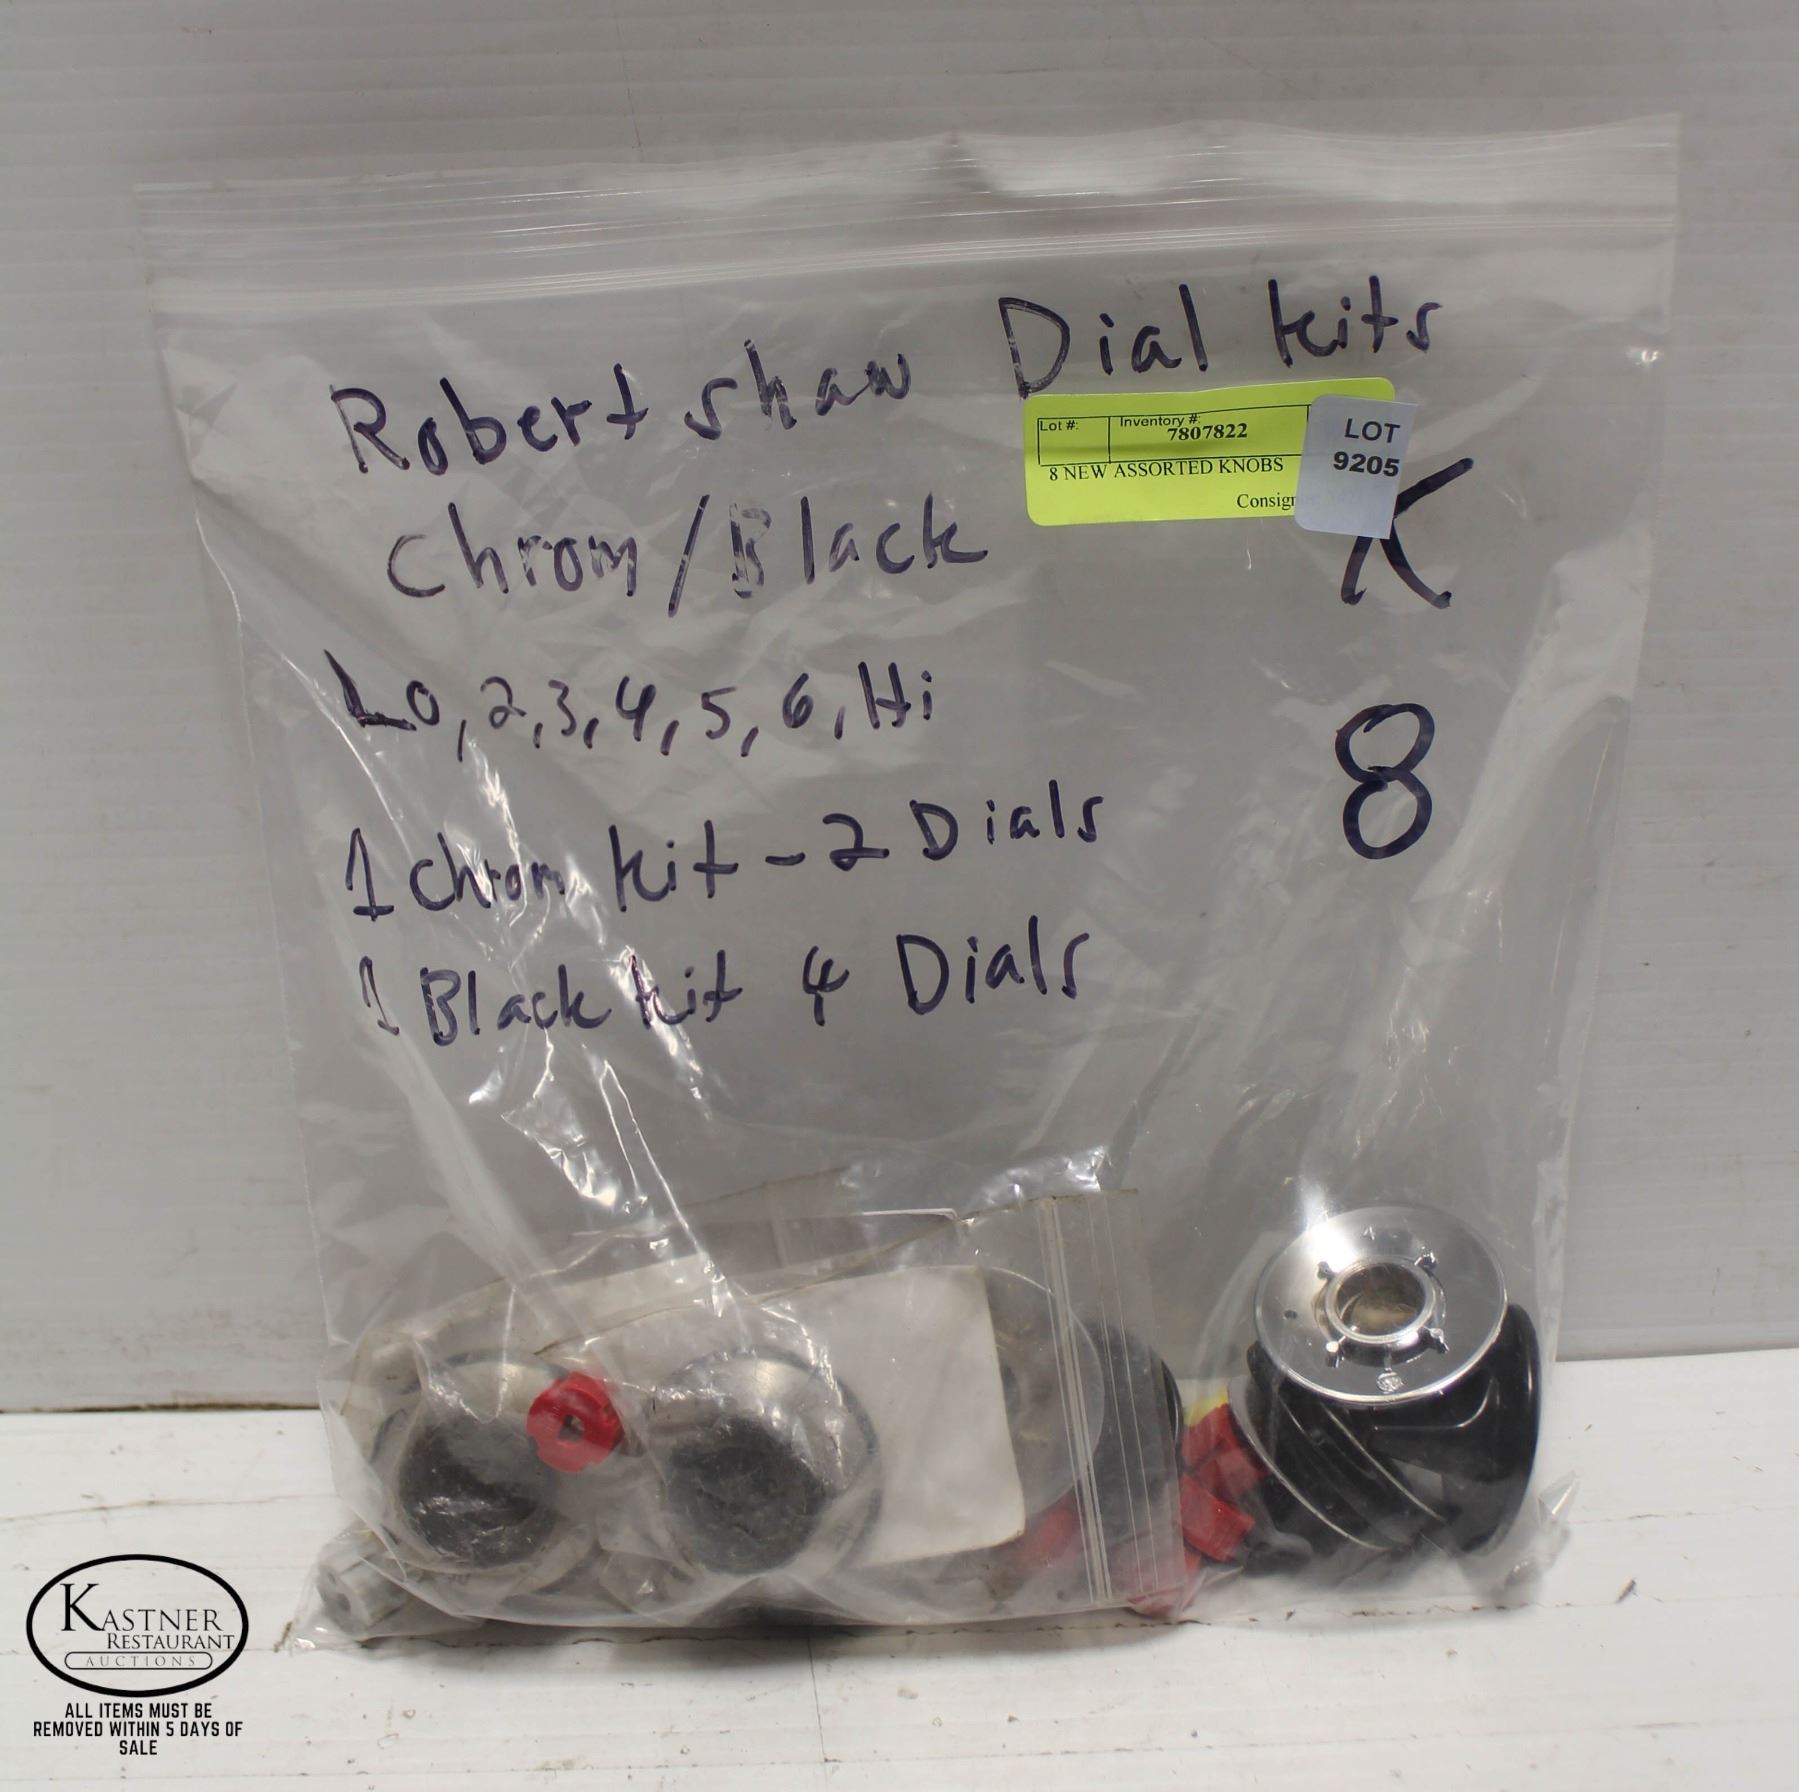 Robertshaw Dial kits
Chrom/Black
Lo, 2, 3, 4, 5, 6, Hi
1 Chrom kit - 2 Dials
1 Black kit 4 Dials
K
8
Lot #:
Inventory #:
7807822
8 NEW ASSORTED KNOBS
LOT
9205
KASTNER
RESTAURANT
AUCTIONS
ALL ITEMS MUST BE
REMOVED WITHIN 5 DAYS OF
SALE